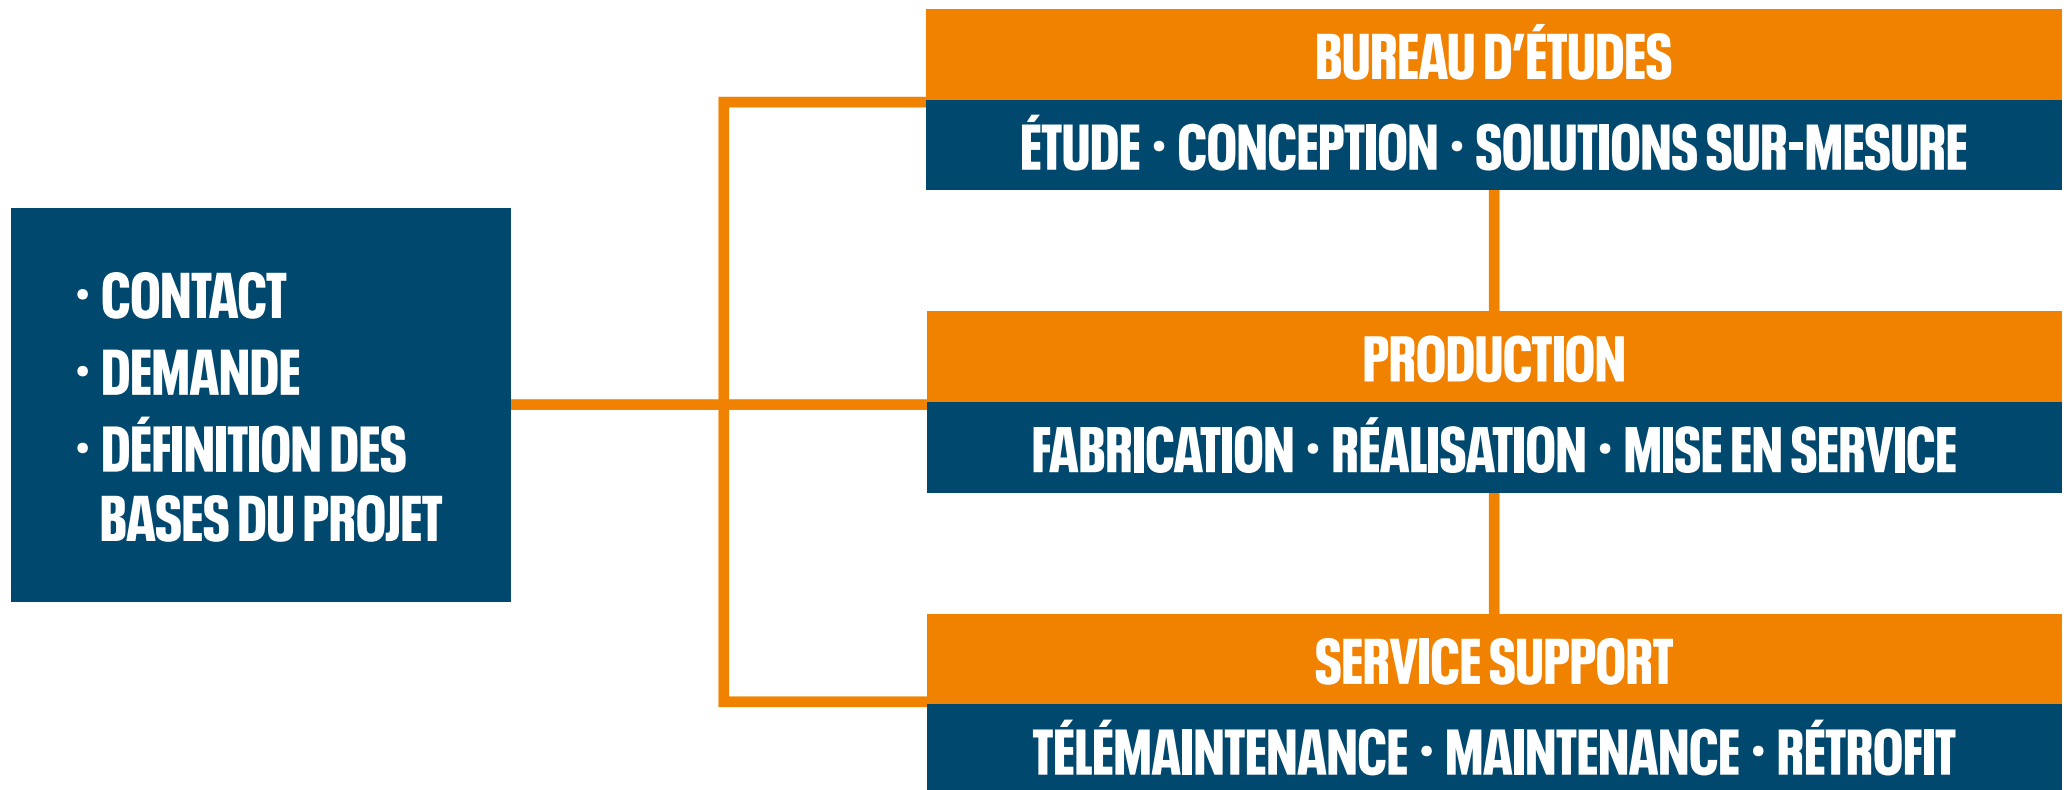 · CONTACT
· DEMANDE
· DÉFINITION DES
BASES DU PROJET
BUREAU D'ÉTUDES
ÉTUDE · CONCEPTION · SOLUTIONS SUR-MESURE
PRODUCTION
FABRICATION · RÉALISATION · MISE EN SERVICE
SERVICE SUPPORT
TÉLÉMAINTENANCE · MAINTENANCE · RÉTROFIT